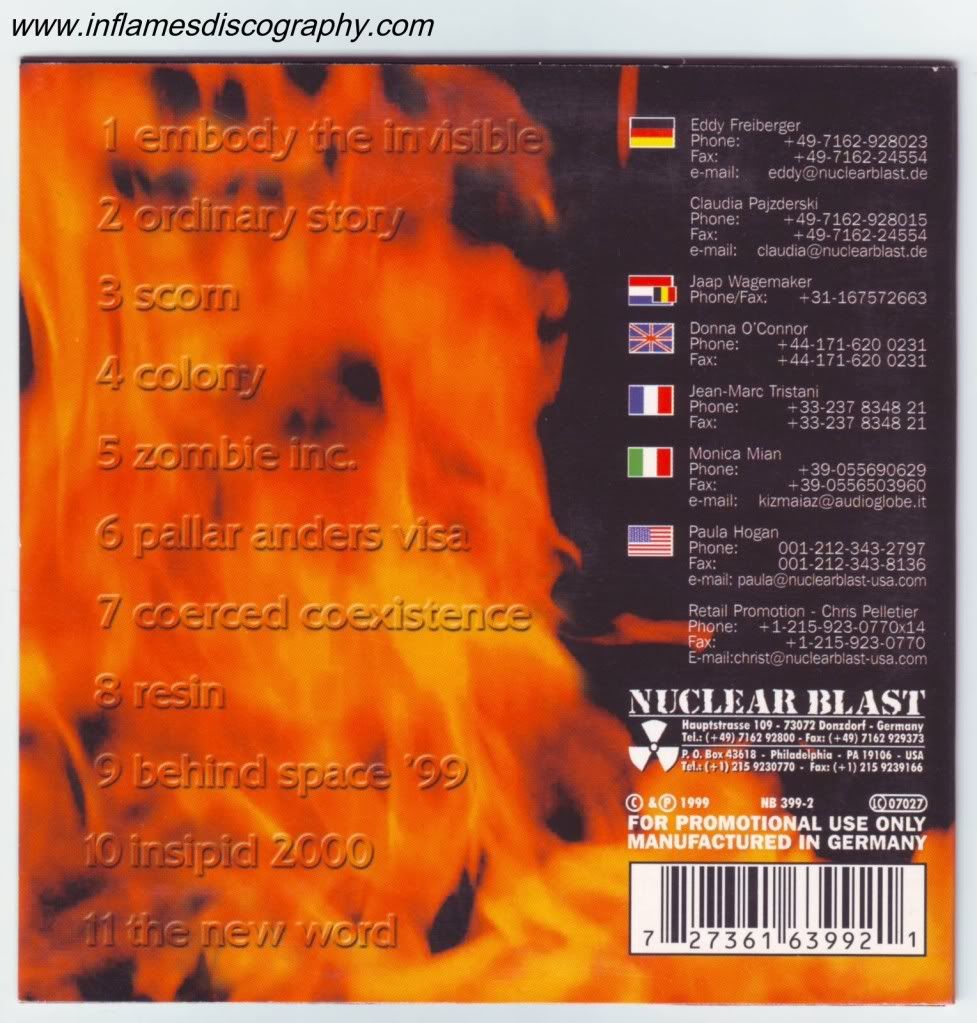 www.inflamesdiscography.com
1 embody the invisible
2 ordinary story
3 scorn
4 colony
5 zombie inc.
6 pallar anders visa
7 coerced coexistence
8 resin
9 behind space '99
10 insipid 2000
11 the new word
Eddy Freiberger
Phone: +49-7162-928023
Fax: +49-7162-24554
e-mail: eddy@nuclearblast.de
Claudia Pajzderski
Phone: +49-7162-928015
Fax: +49-7162-24554
e-mail: claudia@nuclearblast.de
Jaap Wagemaker
Phone/Fax: +31-167572663
Donna O'Connor
Phone: +44-171-620 0231
Fax: +44-171-620 0231
Jean-Marc Tristani
Phone: +33-237 8348 21
Fax: +33-237 8348 21
Monica Mian
Phone: +39-055690629
Fax: +39-0556503960
e-mail: kizmaiaz@audioglobe.it
Paula Hogan
Phone: 001-212-343-2797
Fax: 001-212-343-8136
e-mail: paula@nuclearblast-usa.com
Retail Promotion - Chris Pelletier
Phone: +1-215-923-0770x14
Fax: +1-215-923-0770
E-mail:christ@nuclearblast-usa.com
NUCLEAR BLAST
Hauptstrasse 109 - 73072 Donzdorf - Germany
Tel.: (+49) 7162 92800 - Fax: (+49) 7162 929373
P. O. Box 43618 - Philadelphia - PA 19106 - USA
Tel.: (+1) 215 9230770 - Fax: (+1) 215 9239166
© & ℗ 1999 NB 399-2 LC 07027
FOR PROMOTIONAL USE ONLY
MANUFACTURED IN GERMANY
7 27361 63992 1